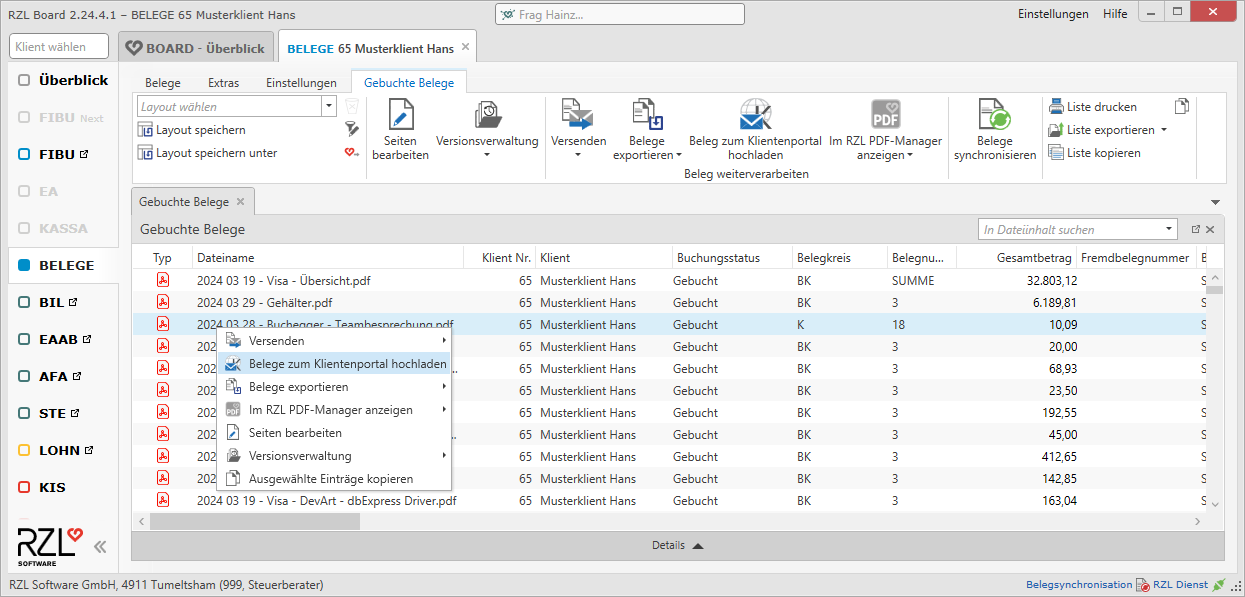 RZL Board 2.24.4.1 – BELEGE 65 Musterklient Hans
Frag Hainz...
Einstellungen Hilfe
Klient wählen
BOARD - Überblick
BELEGE 65 Musterklient Hans
Überblick
FIBU Next
FIBU
EA
KASSA
BELEGE
BIL
EAAB
AFA
STE
LOHN
KIS
RZL
SOFTWARE
Belege Extras Einstellungen Gebuchte Belege
Layout wählen
Layout speichern
Layout speichern unter
Seiten
bearbeiten
Versionsverwaltung
Versenden
Belege
exportieren
Beleg zum Klientenportal
hochladen
PDF
Im RZL PDF-Manager
anzeigen
Beleg weiterverarbeiten
Belege
synchronisieren
Liste drucken
Liste exportieren
Liste kopieren
Gebuchte Belege
Gebuchte Belege
In Dateiinhalt suchen
Typ Dateiname Klient Nr. Klient Buchungsstatus Belegkreis Belegnu... Gesamtbetrag Fremdbelegnummer B
2024 03 19 - Visa - Übersicht.pdf 65 Musterklient Hans Gebucht BK SUMME 32.803,12 S
2024 03 29 - Gehälter.pdf 65 Musterklient Hans Gebucht BK 3 6.189,81 S
2024 03 28 - Buchegger - Teambesprechung.pdf 65 Musterklient Hans Gebucht K 18 10,09 S
202 65 Musterklient Hans Gebucht BK 3 20,00 S
202 ... 65 Musterklient Hans Gebucht BK 3 68,93 S
202 65 Musterklient Hans Gebucht BK 3 23,50 S
202 65 Musterklient Hans Gebucht BK 3 192,55 S
202 ... 65 Musterklient Hans Gebucht BK 3 45,00 S
202 65 Musterklient Hans Gebucht BK 3 412,65 S
202 65 Musterklient Hans Gebucht BK 3 142,85 S
2024 03 19 - Visa - DevArt - dbExpress Driver.pdf 65 Musterklient Hans Gebucht BK 3 163,04 S
Versenden
Belege zum Klientenportal hochladen
Belege exportieren
PDF Im RZL PDF-Manager anzeigen
Seiten bearbeiten
Versionsverwaltung
Ausgewählte Einträge kopieren
Details
RZL Software GmbH, 4911 Tumeltsham (999, Steuerberater)
Belegsynchronisation RZL Dienst